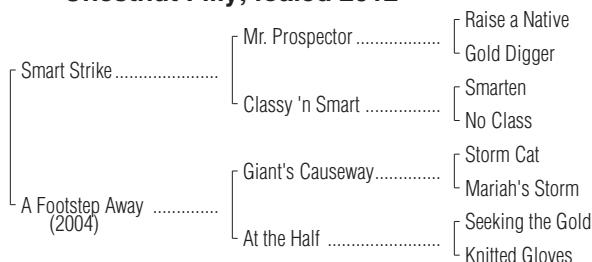 Chestnut Filly; foaled 2012
Raise a Native
Mr. Prospector ..................
Gold Digger
Smart Strike ......................
Smarten
Classy 'n Smart ................
No Class
Storm Cat
Giant's Causeway..............
Mariah's Storm
A Footstep Away ..............
(2004)
Seeking the Gold
At the Half .....................
Knitted Gloves